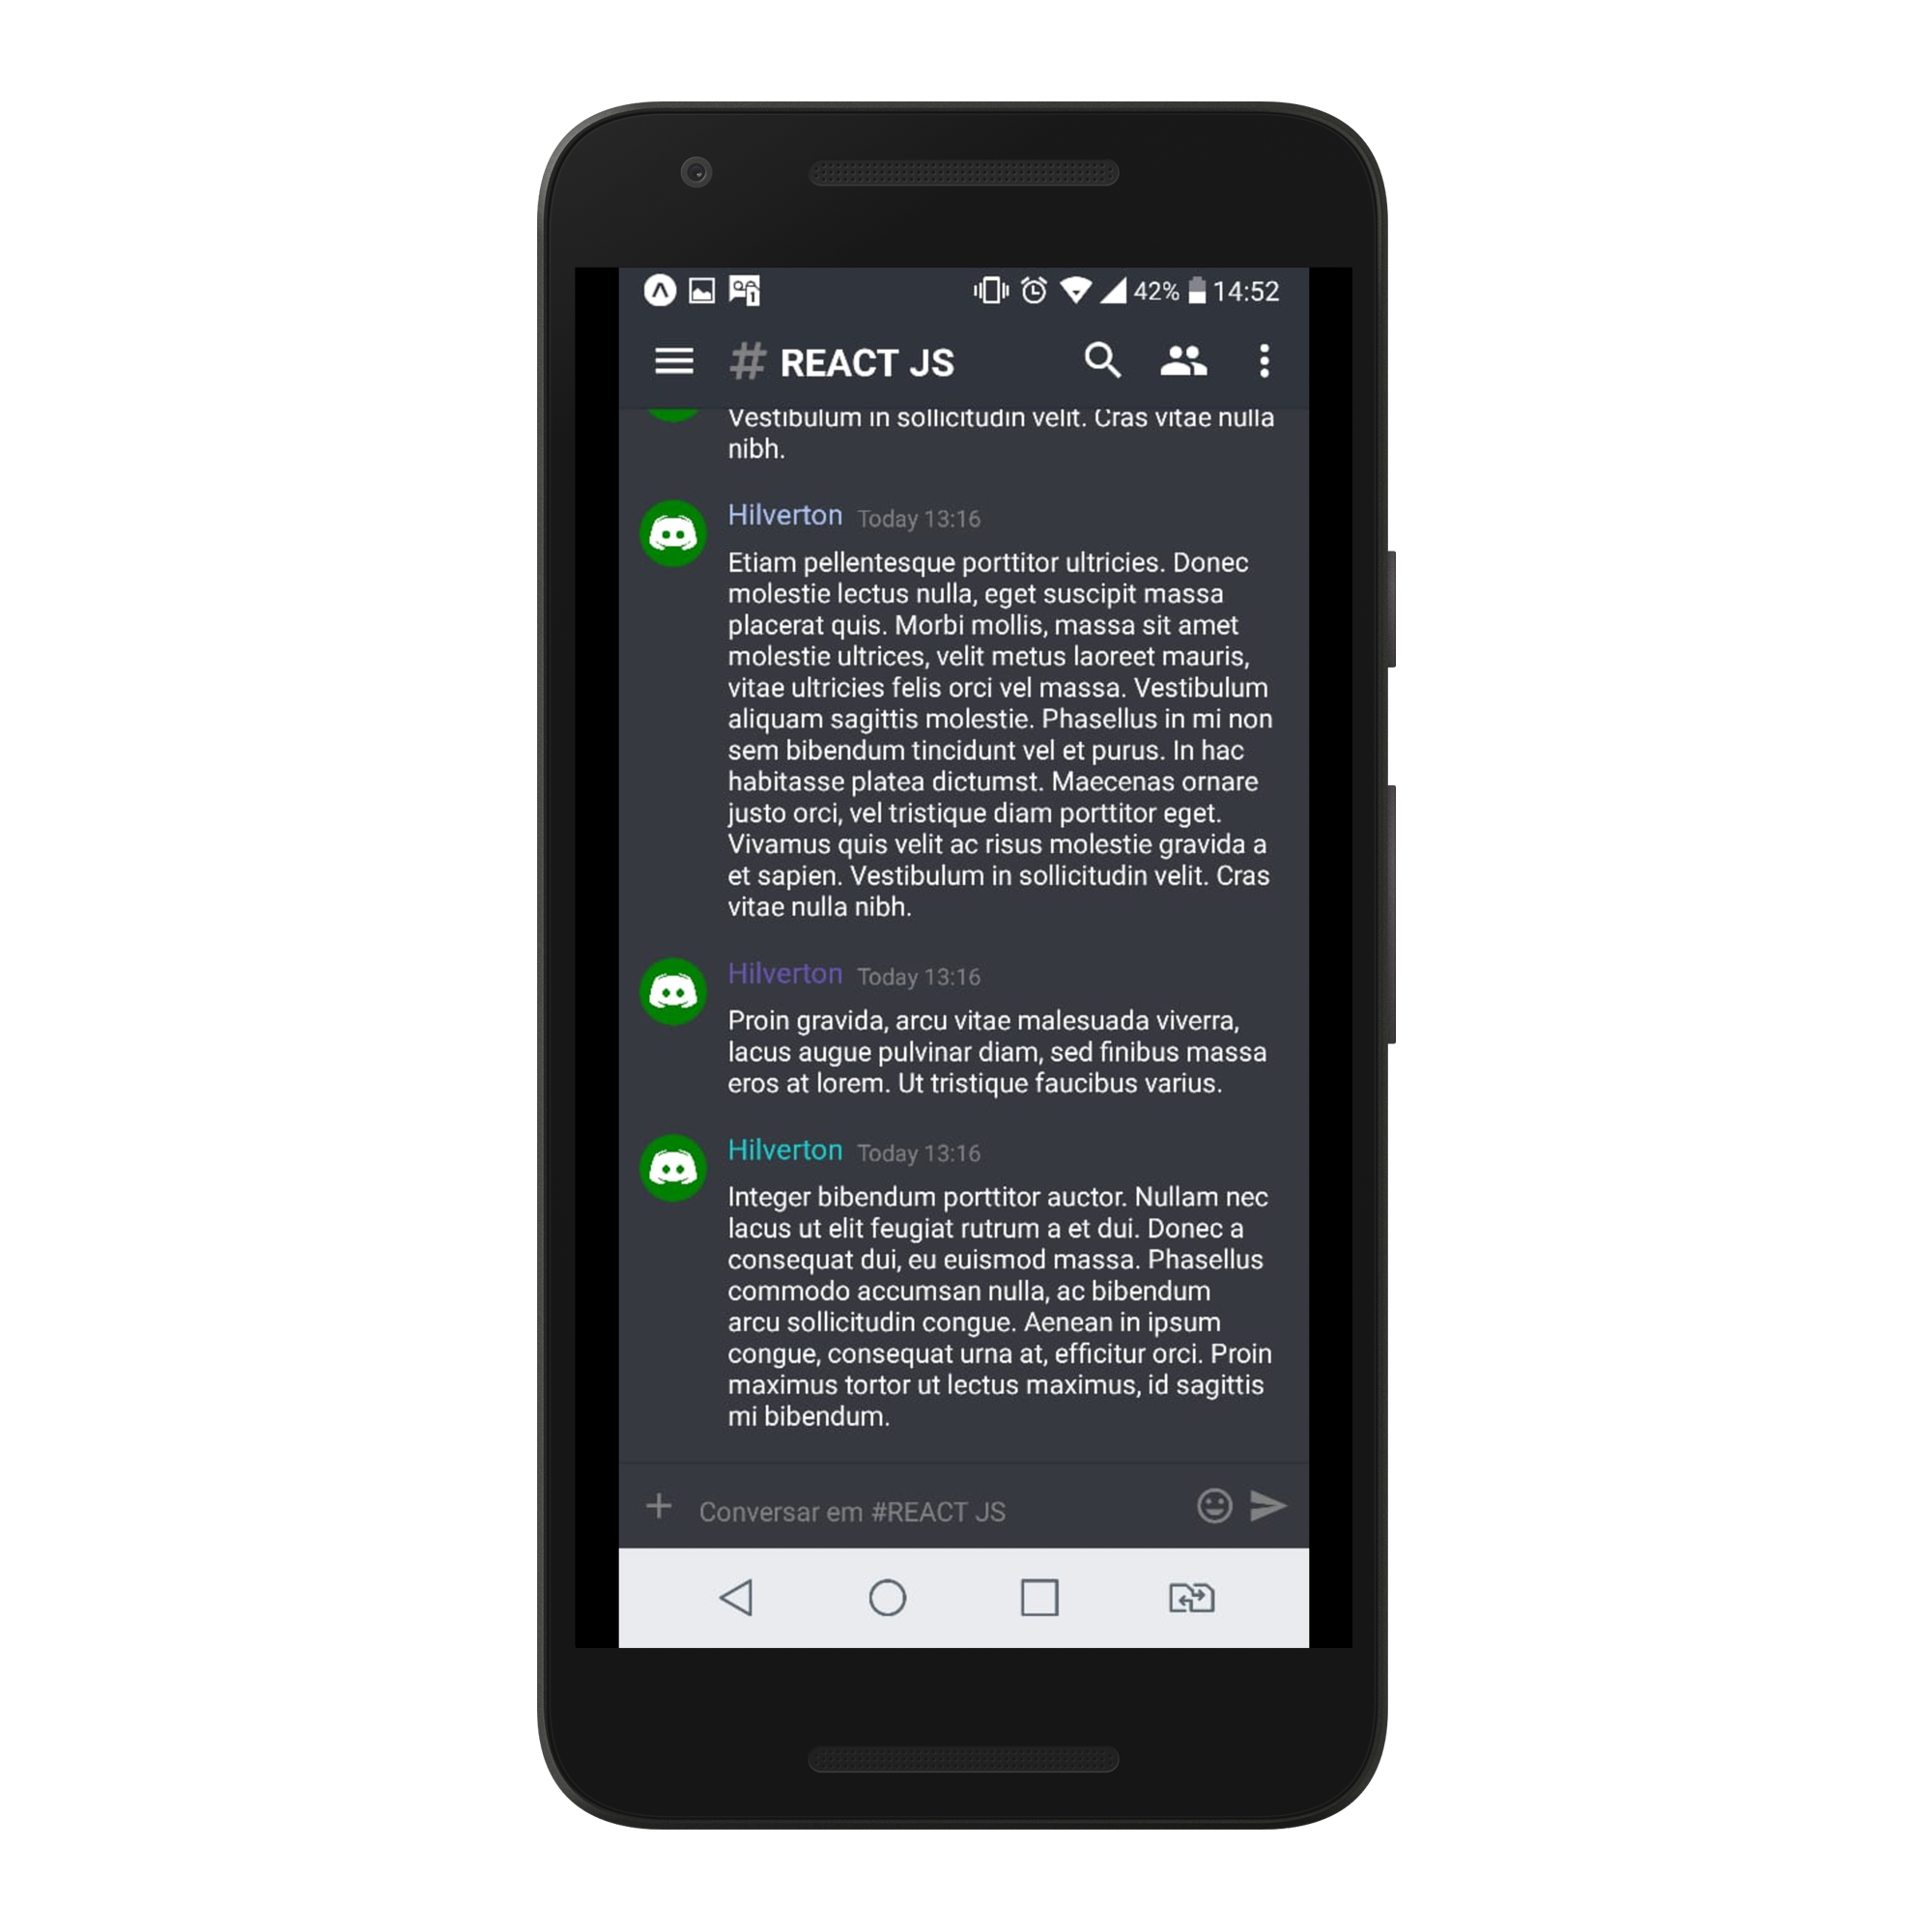 42% 14:52
# REACT JS
Vestibulum in sollicitudin velit. Cras vitae nulla
nibh.
Hilverton Today 13:16
Etiam pellentesque porttitor ultricies. Donec
molestie lectus nulla, eget suscipit massa
placerat quis. Morbi mollis, massa sit amet
molestie ultrices, velit metus laoreet mauris,
vitae ultricies felis orci vel massa. Vestibulum
aliquam sagittis molestie. Phasellus in mi non
sem bibendum tincidunt vel et purus. In hac
habitasse platea dictumst. Maecenas ornare
justo orci, vel tristique diam porttitor eget.
Vivamus quis velit ac risus molestie gravida a
et sapien. Vestibulum in sollicitudin velit. Cras
vitae nulla nibh.
Hilverton Today 13:16
Proin gravida, arcu vitae malesuada viverra,
lacus augue pulvinar diam, sed finibus massa
eros at lorem. Ut tristique faucibus varius.
Hilverton Today 13:16
Integer bibendum porttitor auctor. Nullam nec
lacus ut elit feugiat rutrum a et dui. Donec a
consequat dui, eu euismod massa. Phasellus
commodo accumsan nulla, ac bibendum
arcu sollicitudin congue. Aenean in ipsum
congue, consequat urna at, efficitur orci. Proin
maximus tortor ut lectus maximus, id sagittis
mi bibendum.
Conversar em #REACT JS